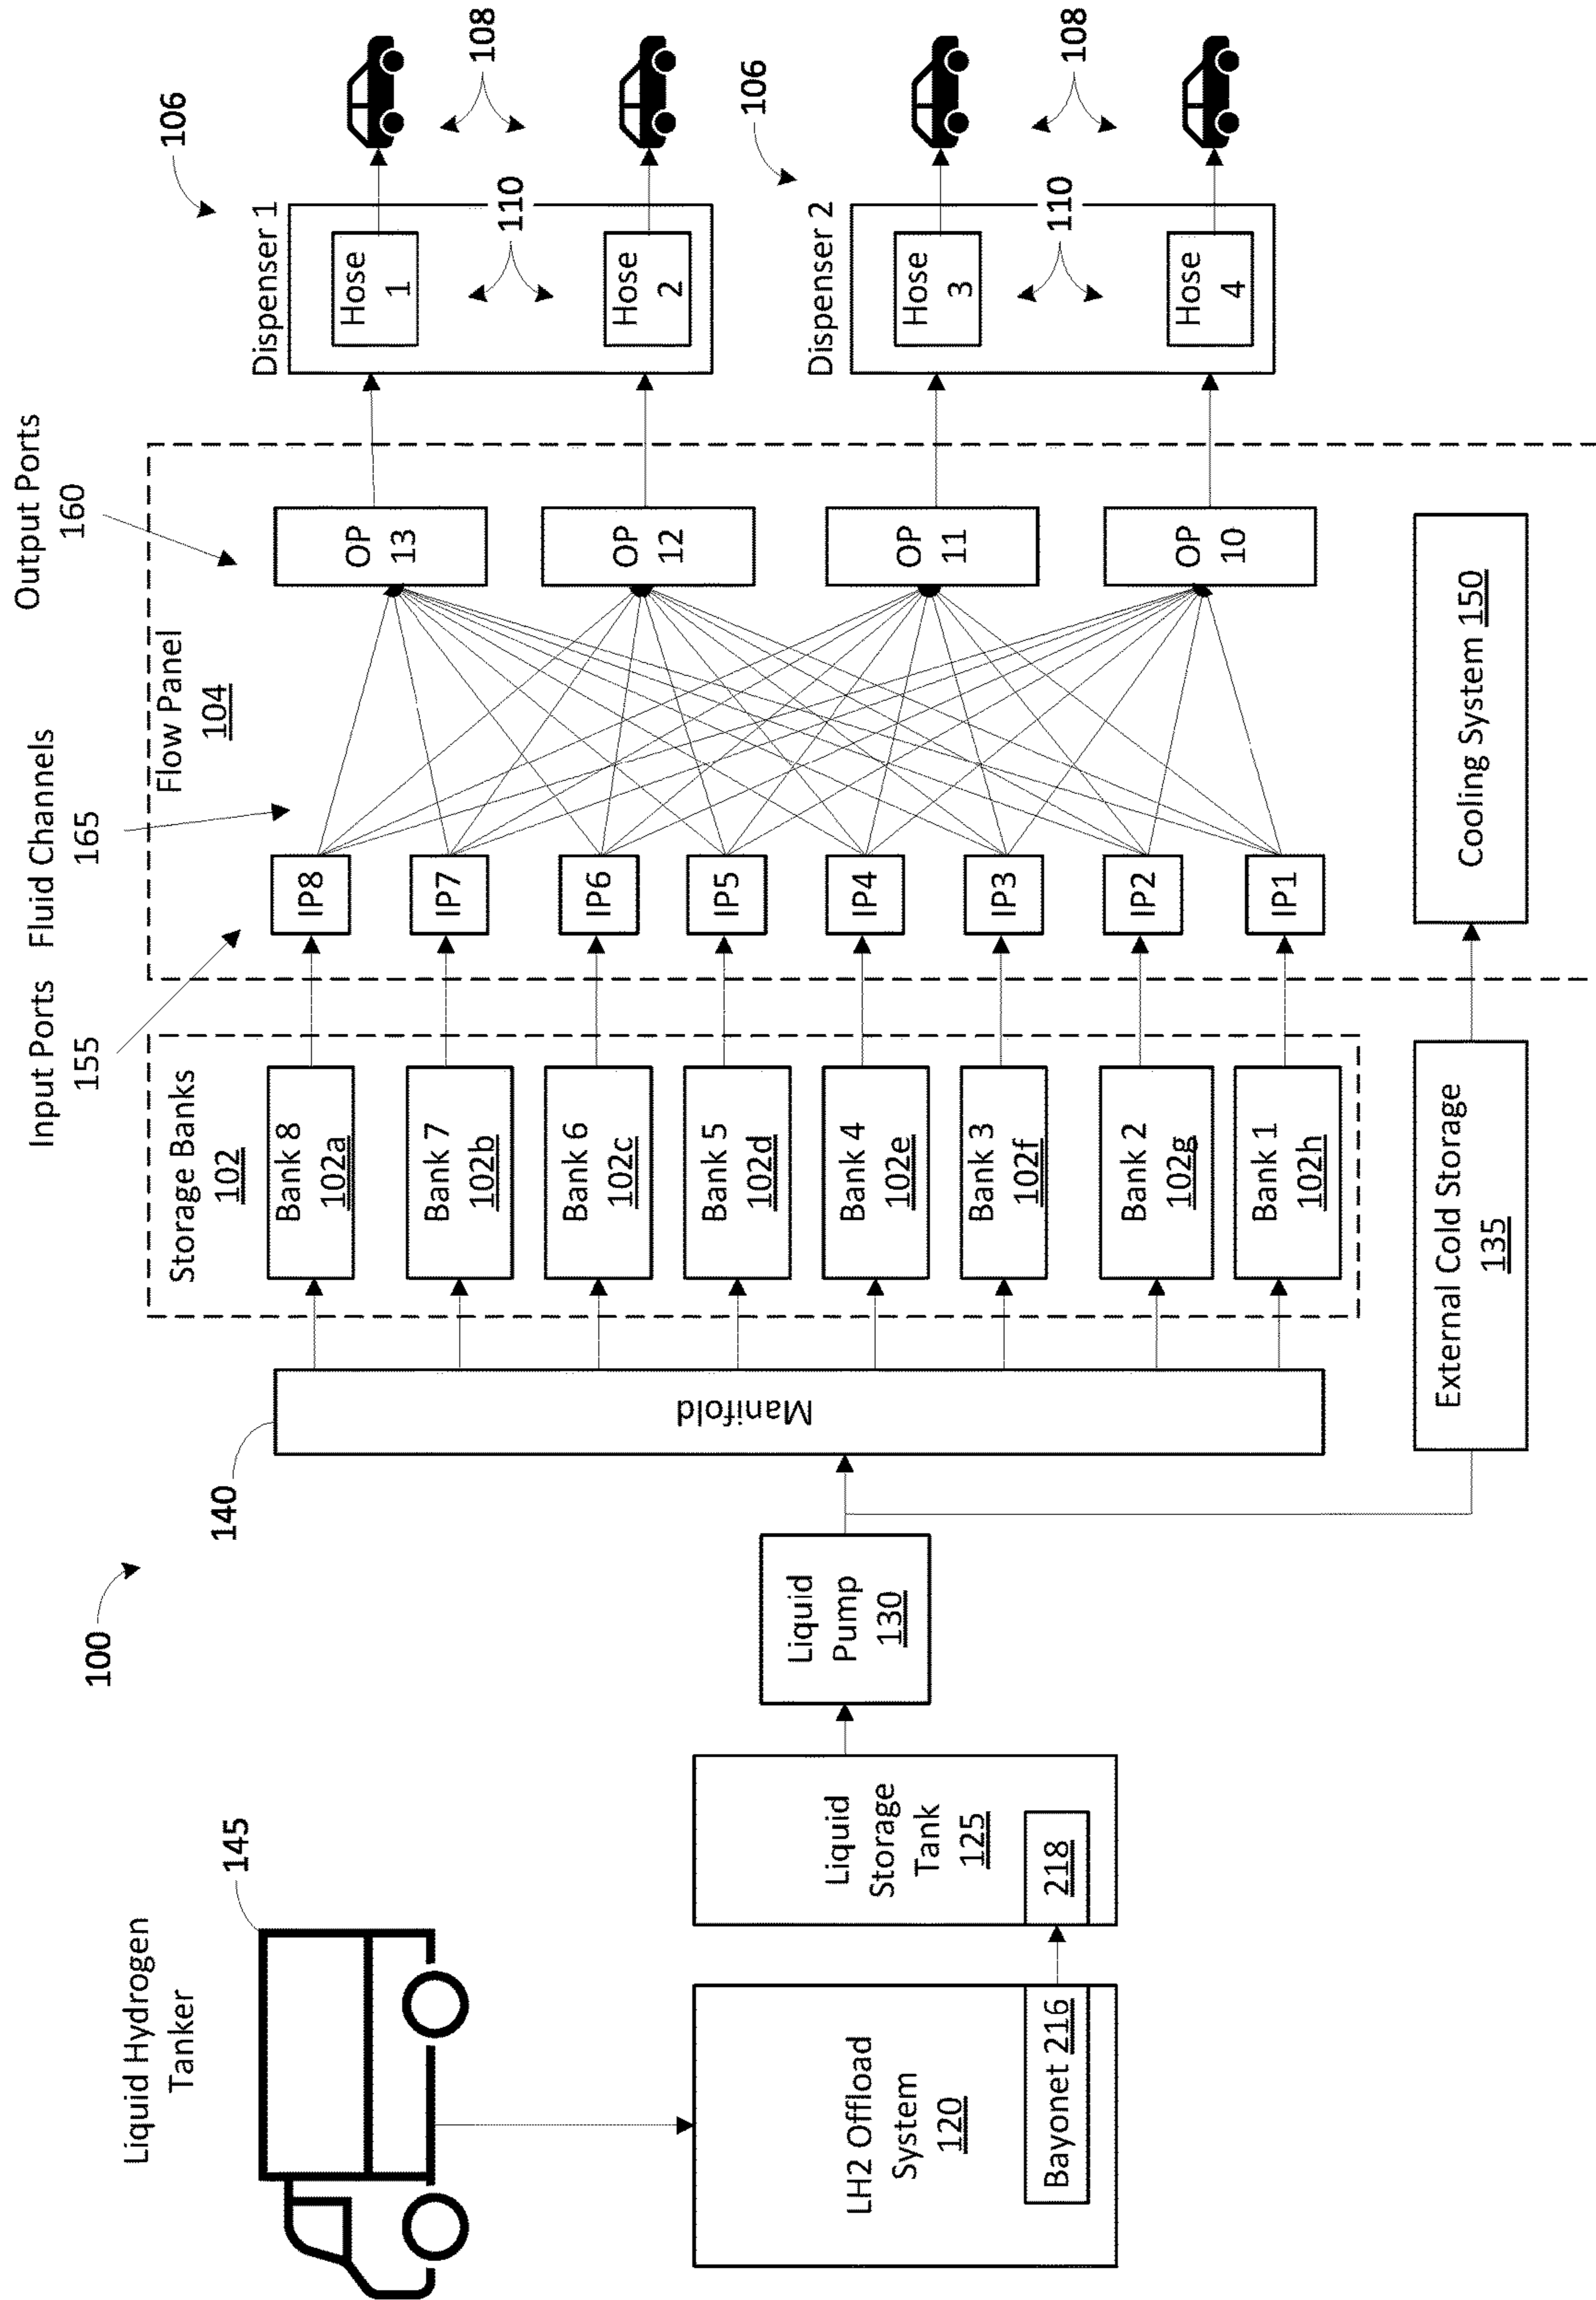 100
Liquid Hydrogen
Tanker
145
LH2 Offload
System
120
Bayonet 216
Liquid
Storage
Tank
125
218
Liquid
Pump
130
140
Manifold
External Cold Storage
135
Storage Banks
102
Bank 8
102a
Bank 7
102b
Bank 6
102c
Bank 5
102d
Bank 4
102e
Bank 3
102f
Bank 2
102g
Bank 1
102h
Input Ports
155
Fluid Channels
165
Output Ports
160
Flow Panel
104
IP8
IP7
IP6
IP5
IP4
IP3
IP2
IP1
OP
13
OP
12
OP
11
OP
10
Cooling System 150
106
Dispenser 1
Hose
1
110
Hose
2
108
106
Dispenser 2
Hose
3
110
Hose
4
108